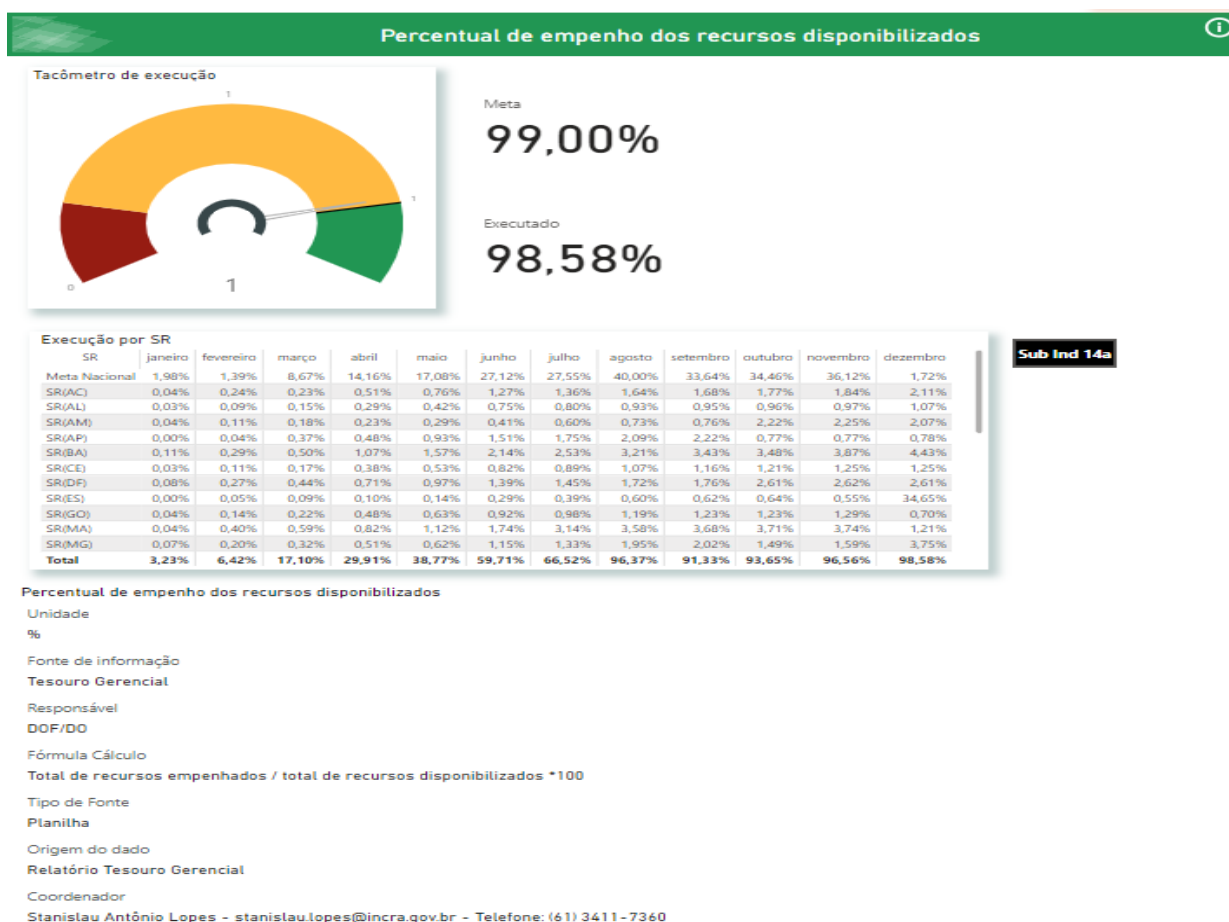 Percentual de empenho dos recursos disponibilizados
Tacômetro de execução
1
1
0
1
Meta
99,00%
Executado
98,58%
Execução por SR
SR janeiro fevereiro março abril maio junho julho agosto setembro outubro novembro dezembro
Meta Nacional 1,98% 1,39% 8,67% 14,16% 17,08% 27,12% 27,55% 40,00% 33,64% 34,46% 36,12% 1,72%
SR(AC) 0,04% 0,24% 0,23% 0,51% 0,76% 1,27% 1,36% 1,64% 1,68% 1,77% 1,84% 2,11%
SR(AL) 0,03% 0,09% 0,15% 0,29% 0,42% 0,75% 0,80% 0,93% 0,95% 0,96% 0,97% 1,07%
SR(AM) 0,04% 0,11% 0,18% 0,23% 0,29% 0,41% 0,60% 0,73% 0,76% 2,22% 2,25% 2,07%
SR(AP) 0,00% 0,04% 0,37% 0,48% 0,93% 1,51% 1,75% 2,09% 2,22% 0,77% 0,77% 0,78%
SR(BA) 0,11% 0,29% 0,50% 1,07% 1,57% 2,14% 2,53% 3,21% 3,43% 3,48% 3,87% 4,43%
SR(CE) 0,03% 0,11% 0,17% 0,38% 0,53% 0,82% 0,89% 1,07% 1,16% 1,21% 1,25% 1,25%
SR(DF) 0,08% 0,27% 0,44% 0,71% 0,97% 1,39% 1,45% 1,72% 1,76% 2,61% 2,62% 2,61%
SR(ES) 0,00% 0,05% 0,09% 0,10% 0,14% 0,29% 0,39% 0,60% 0,62% 0,64% 0,55% 34,65%
SR(GO) 0,04% 0,14% 0,22% 0,48% 0,63% 0,92% 0,98% 1,19% 1,23% 1,23% 1,29% 0,70%
SR(MA) 0,04% 0,40% 0,59% 0,82% 1,12% 1,74% 3,14% 3,58% 3,68% 3,71% 3,74% 1,21%
SR(MG) 0,07% 0,20% 0,32% 0,51% 0,62% 1,15% 1,33% 1,95% 2,02% 1,49% 1,59% 3,75%
Total 3,23% 6,42% 17,10% 29,91% 38,77% 59,71% 66,52% 96,37% 91,33% 93,65% 96,56% 98,58%
Sub Ind 14a
Percentual de empenho dos recursos disponibilizados
Unidade
%
Fonte de informação
Tesouro Gerencial
Responsável
DOF/DO
Fórmula Cálculo
Total de recursos empenhados / total de recursos disponibilizados *100
Tipo de Fonte
Planilha
Origem do dado
Relatório Tesouro Gerencial
Coordenador
Stanislau Antônio Lopes - stanislau.lopes@incra.gov.br - Telefone: (61) 3411-7360